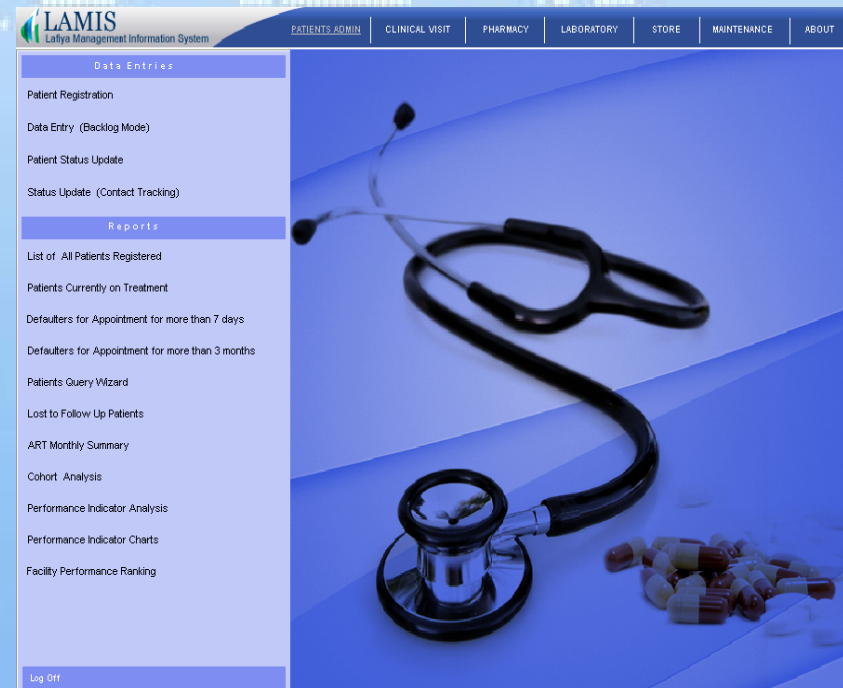 LAMIS
Lafiya Management Information System
PATIENTS ADMIN
CLINICAL VISIT
PHARMACY
LABORATORY
STORE
MAINTENANCE
ABOUT
Data Entries
Patient Registration
Data Entry (Backlog Mode)
Patient Status Update
Status Update (Contact Tracking)
Reports
List of All Patients Registered
Patients Currently on Treatment
Defaulters for Appointment for more than 7 days
Defaulters for Appointment for more than 3 months
Patients Query Wizard
Lost to Follow Up Patients
ART Monthly Summary
Cohort Analysis
Performance Indicator Analysis
Performance Indicator Charts
Facility Performance Ranking
Log Off